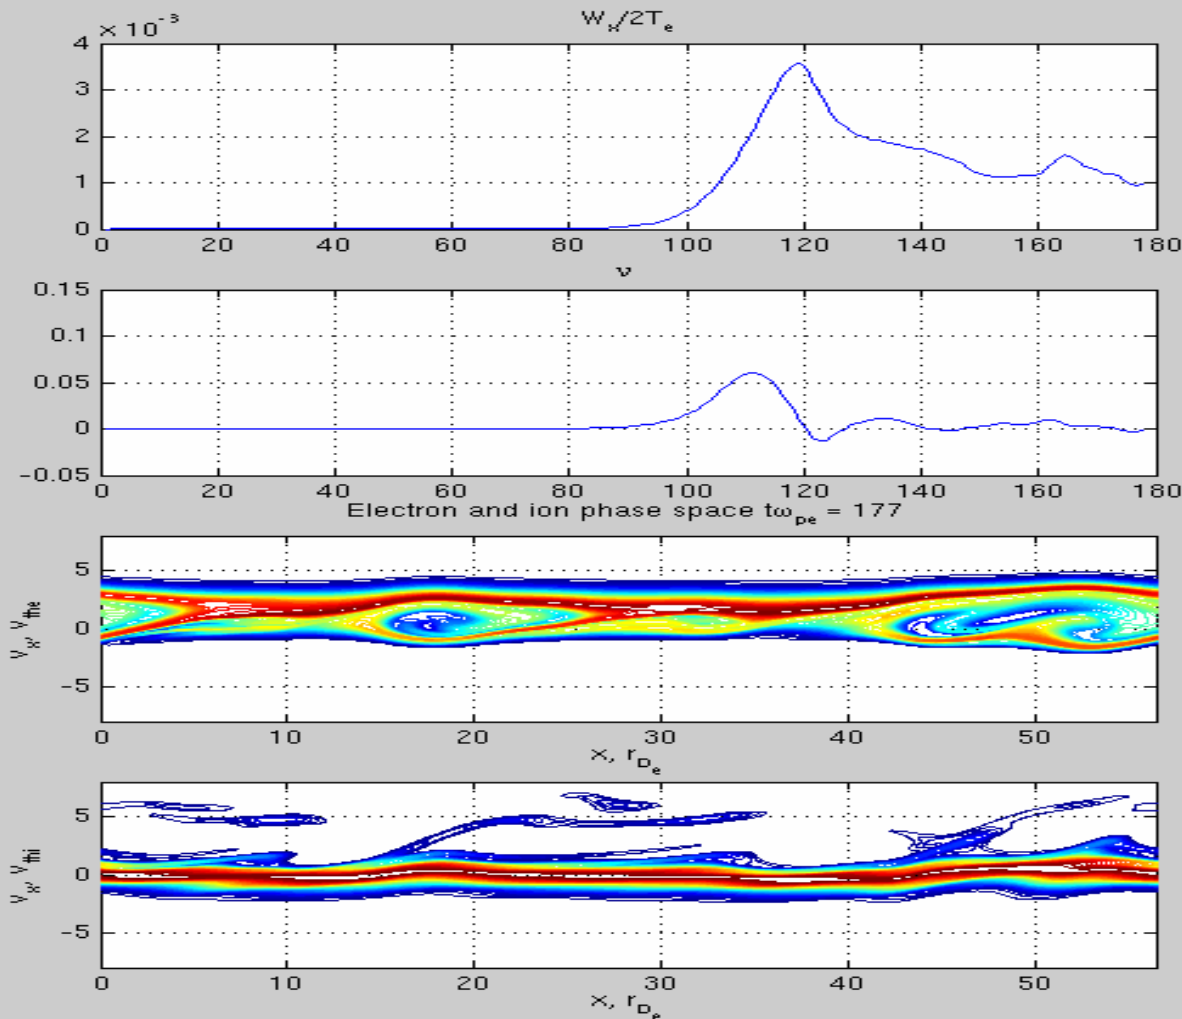 W_x/2T_e
× 10^-3
4
3
2
1
0
0 20 40 60 80 100 120 140 160 180
ν
0.15
0.1
0.05
0
-0.05
0 20 40 60 80 100 120 140 160 180
Electron and ion phase space tω_pe = 177
5
0
-5
V_x, V_the
0 10 20 30 40 50
x, r_D_e
5
0
-5
V_x, V_thi
0 10 20 30 40 50
x, r_D_e